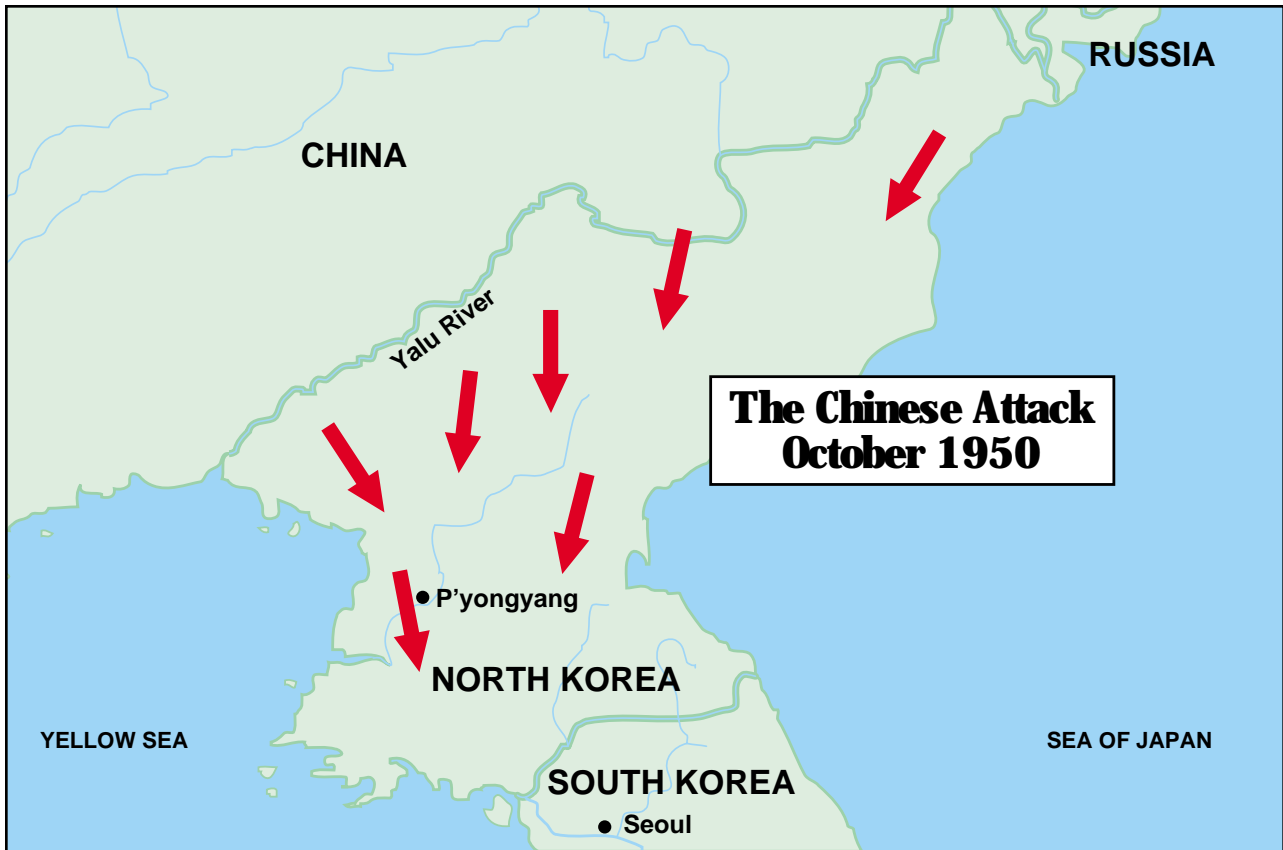 RUSSIA
CHINA
Yalu River
The Chinese Attack
October 1950
P'yongyang
NORTH KOREA
YELLOW SEA
SEA OF JAPAN
SOUTH KOREA
Seoul